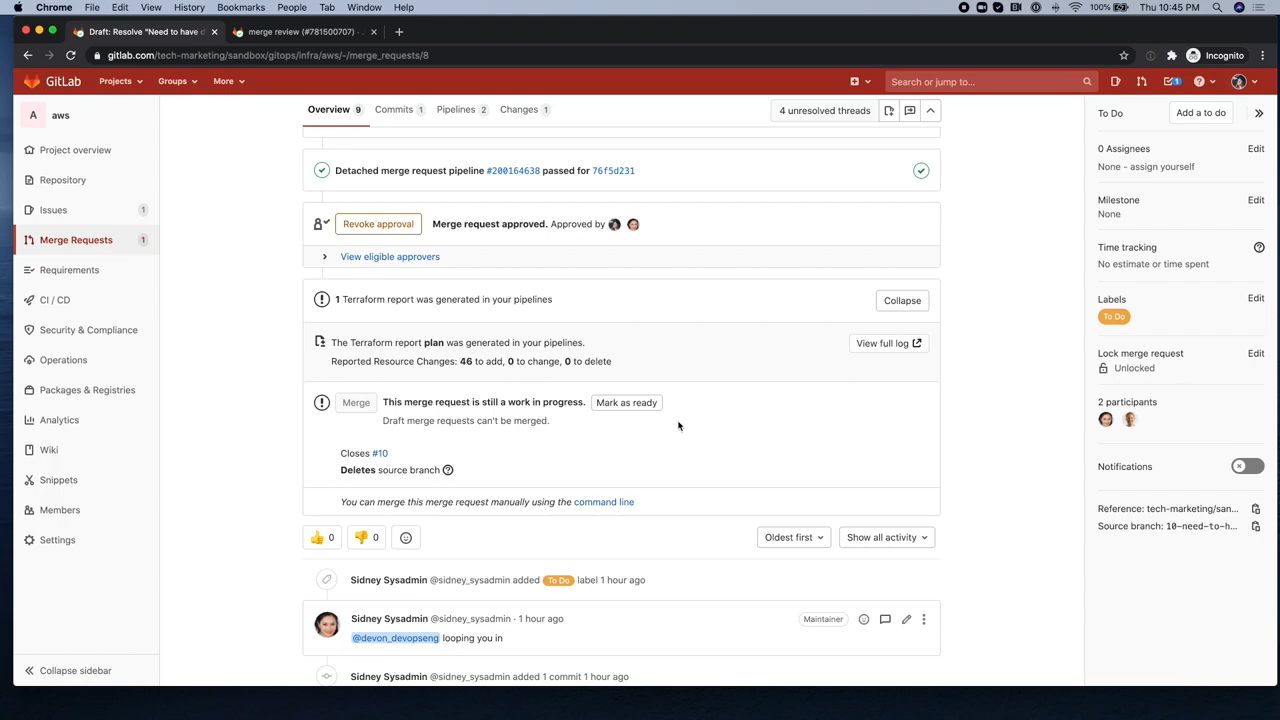 Chrome File Edit View History Bookmarks People Tab Window Help 100% Thu 10:45 PM
Draft: Resolve "Need to have d merge review (#781500707) ·
gitlab.com/tech-marketing/sandbox/gitops/infra/aws/-/merge_requests/8 Incognito
GitLab Projects Groups More Search or jump to... 1
A aws
Project overview
Repository
Issues 1
Merge Requests 1
Requirements
CI / CD
Security & Compliance
Operations
Packages & Registries
Analytics
Wiki
Snippets
Members
Settings
Collapse sidebar
Overview 9 Commits 1 Pipelines 2 Changes 1 4 unresolved threads
Detached merge request pipeline #200164638 passed for 76f5d231
Revoke approval Merge request approved. Approved by
View eligible approvers
1 Terraform report was generated in your pipelines Collapse
The Terraform report plan was generated in your pipelines. View full log
Reported Resource Changes: 46 to add, 0 to change, 0 to delete
Merge This merge request is still a work in progress. Mark as ready
Draft merge requests can't be merged.
Closes #10
Deletes source branch
You can merge this merge request manually using the command line
👍 0 👎 0 Oldest first Show all activity
Sidney Sysadmin @sidney_sysadmin added To Do label 1 hour ago
Sidney Sysadmin @sidney_sysadmin · 1 hour ago Maintainer
@devon_devopseng looping you in
Sidney Sysadmin @sidney_sysadmin added 1 commit 1 hour ago
To Do Add a to do
0 Assignees Edit
None - assign yourself
Milestone Edit
None
Time tracking
No estimate or time spent
Labels Edit
To Do
Lock merge request Edit
Unlocked
2 participants
Notifications
Reference: tech-marketing/san...
Source branch: 10-need-to-h...